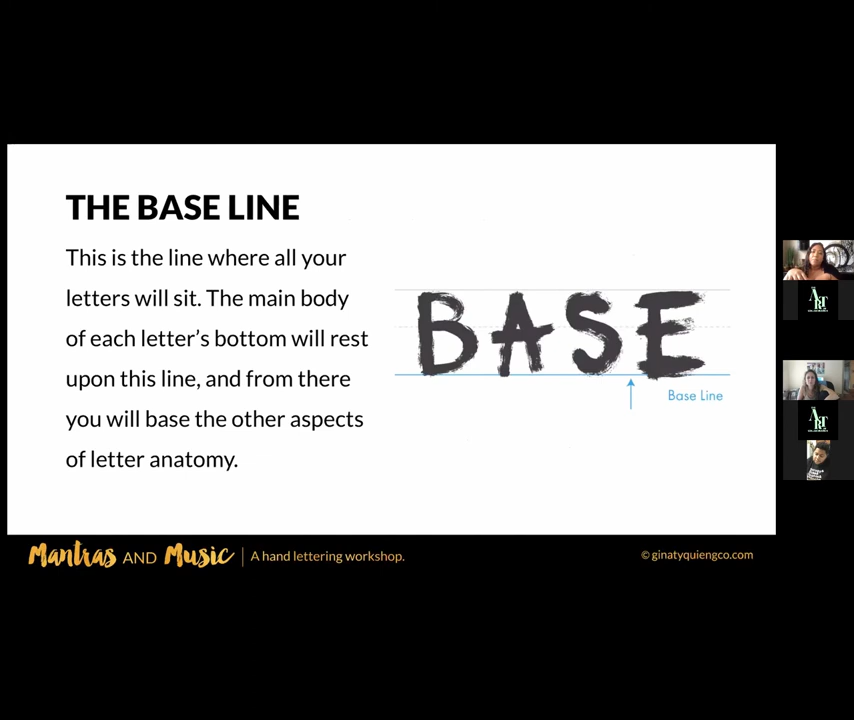 THE BASE LINE
This is the line where all your
letters will sit. The main body
of each letter’s bottom will rest
upon this line, and from there
you will base the other aspects
of letter anatomy.
BASE
Base Line
Mantras AND Music | A hand lettering workshop.
© ginatyquiengco.com
ART
ART